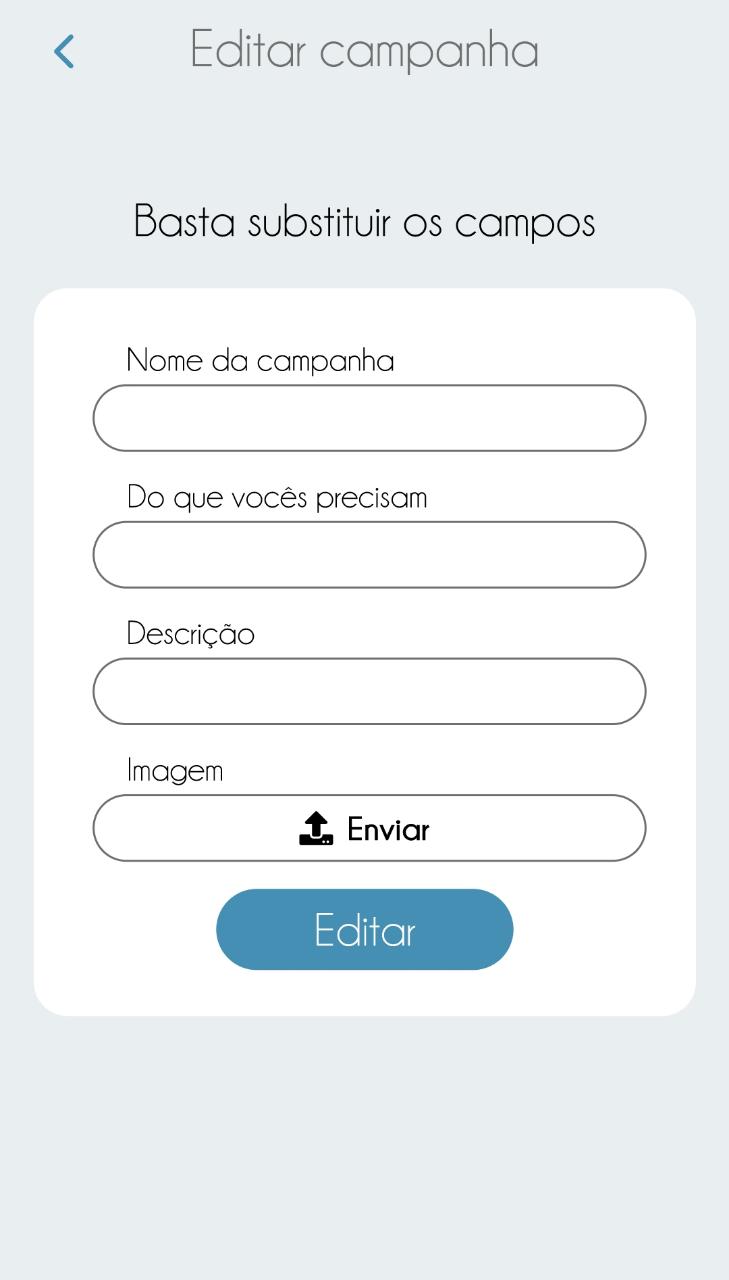 Editar campanha
Basta substituir os campos
Nome da campanha
Do que vocês precisam
Descrição
Imagem
Enviar
Editar